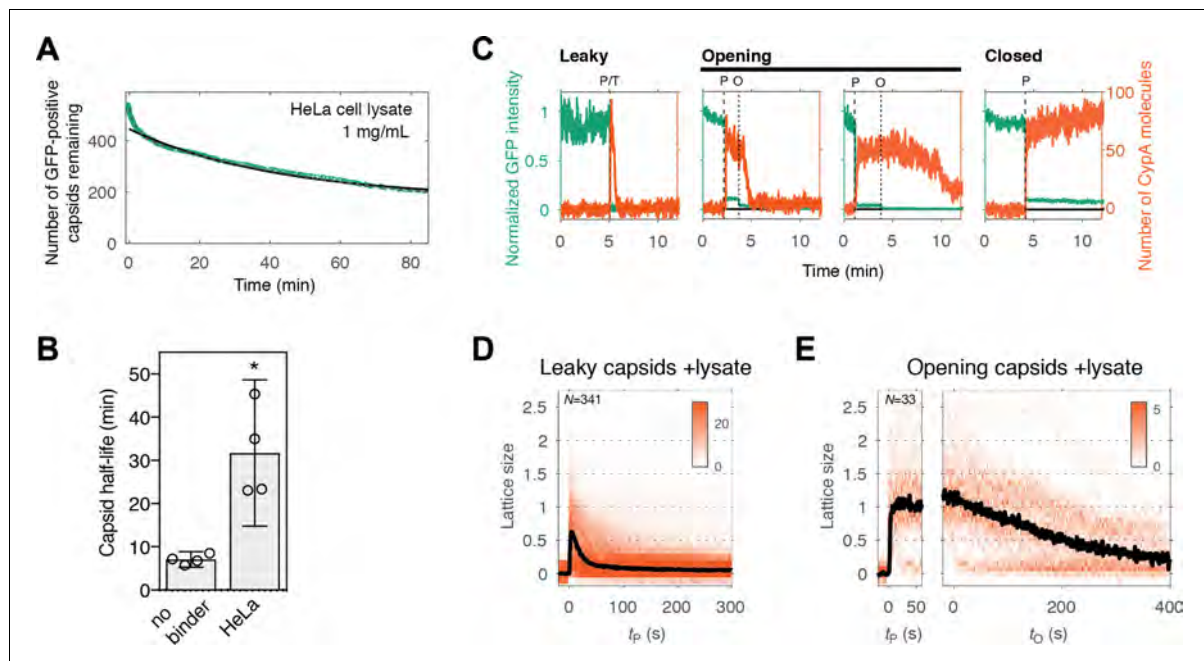 A
Number of GFP-positive
capsids remaining
400
200
0
HeLa cell lysate
1 mg/mL
0 20 40 60 80
Time (min)
B
Capsid half-life (min)
50
40
30
20
10
0
*
no
binder
HeLa
C
Leaky
Opening
Closed
P/T
P O
P O
P
Normalized GFP intensity
1
0.5
0
100
50
0
Number of CypA molecules
0 5 10
0 5 10
0 5 10
0 5 10
Time (min)
D
Leaky capsids +lysate
N=341
20
0
Lattice size
2.5
2
1.5
1
0.5
0
0 100 200 300
tP (s)
E
Opening capsids +lysate
N=33
5
0
Lattice size
2.5
2
1.5
1
0.5
0
0 50
tP (s)
0 200 400
tO (s)